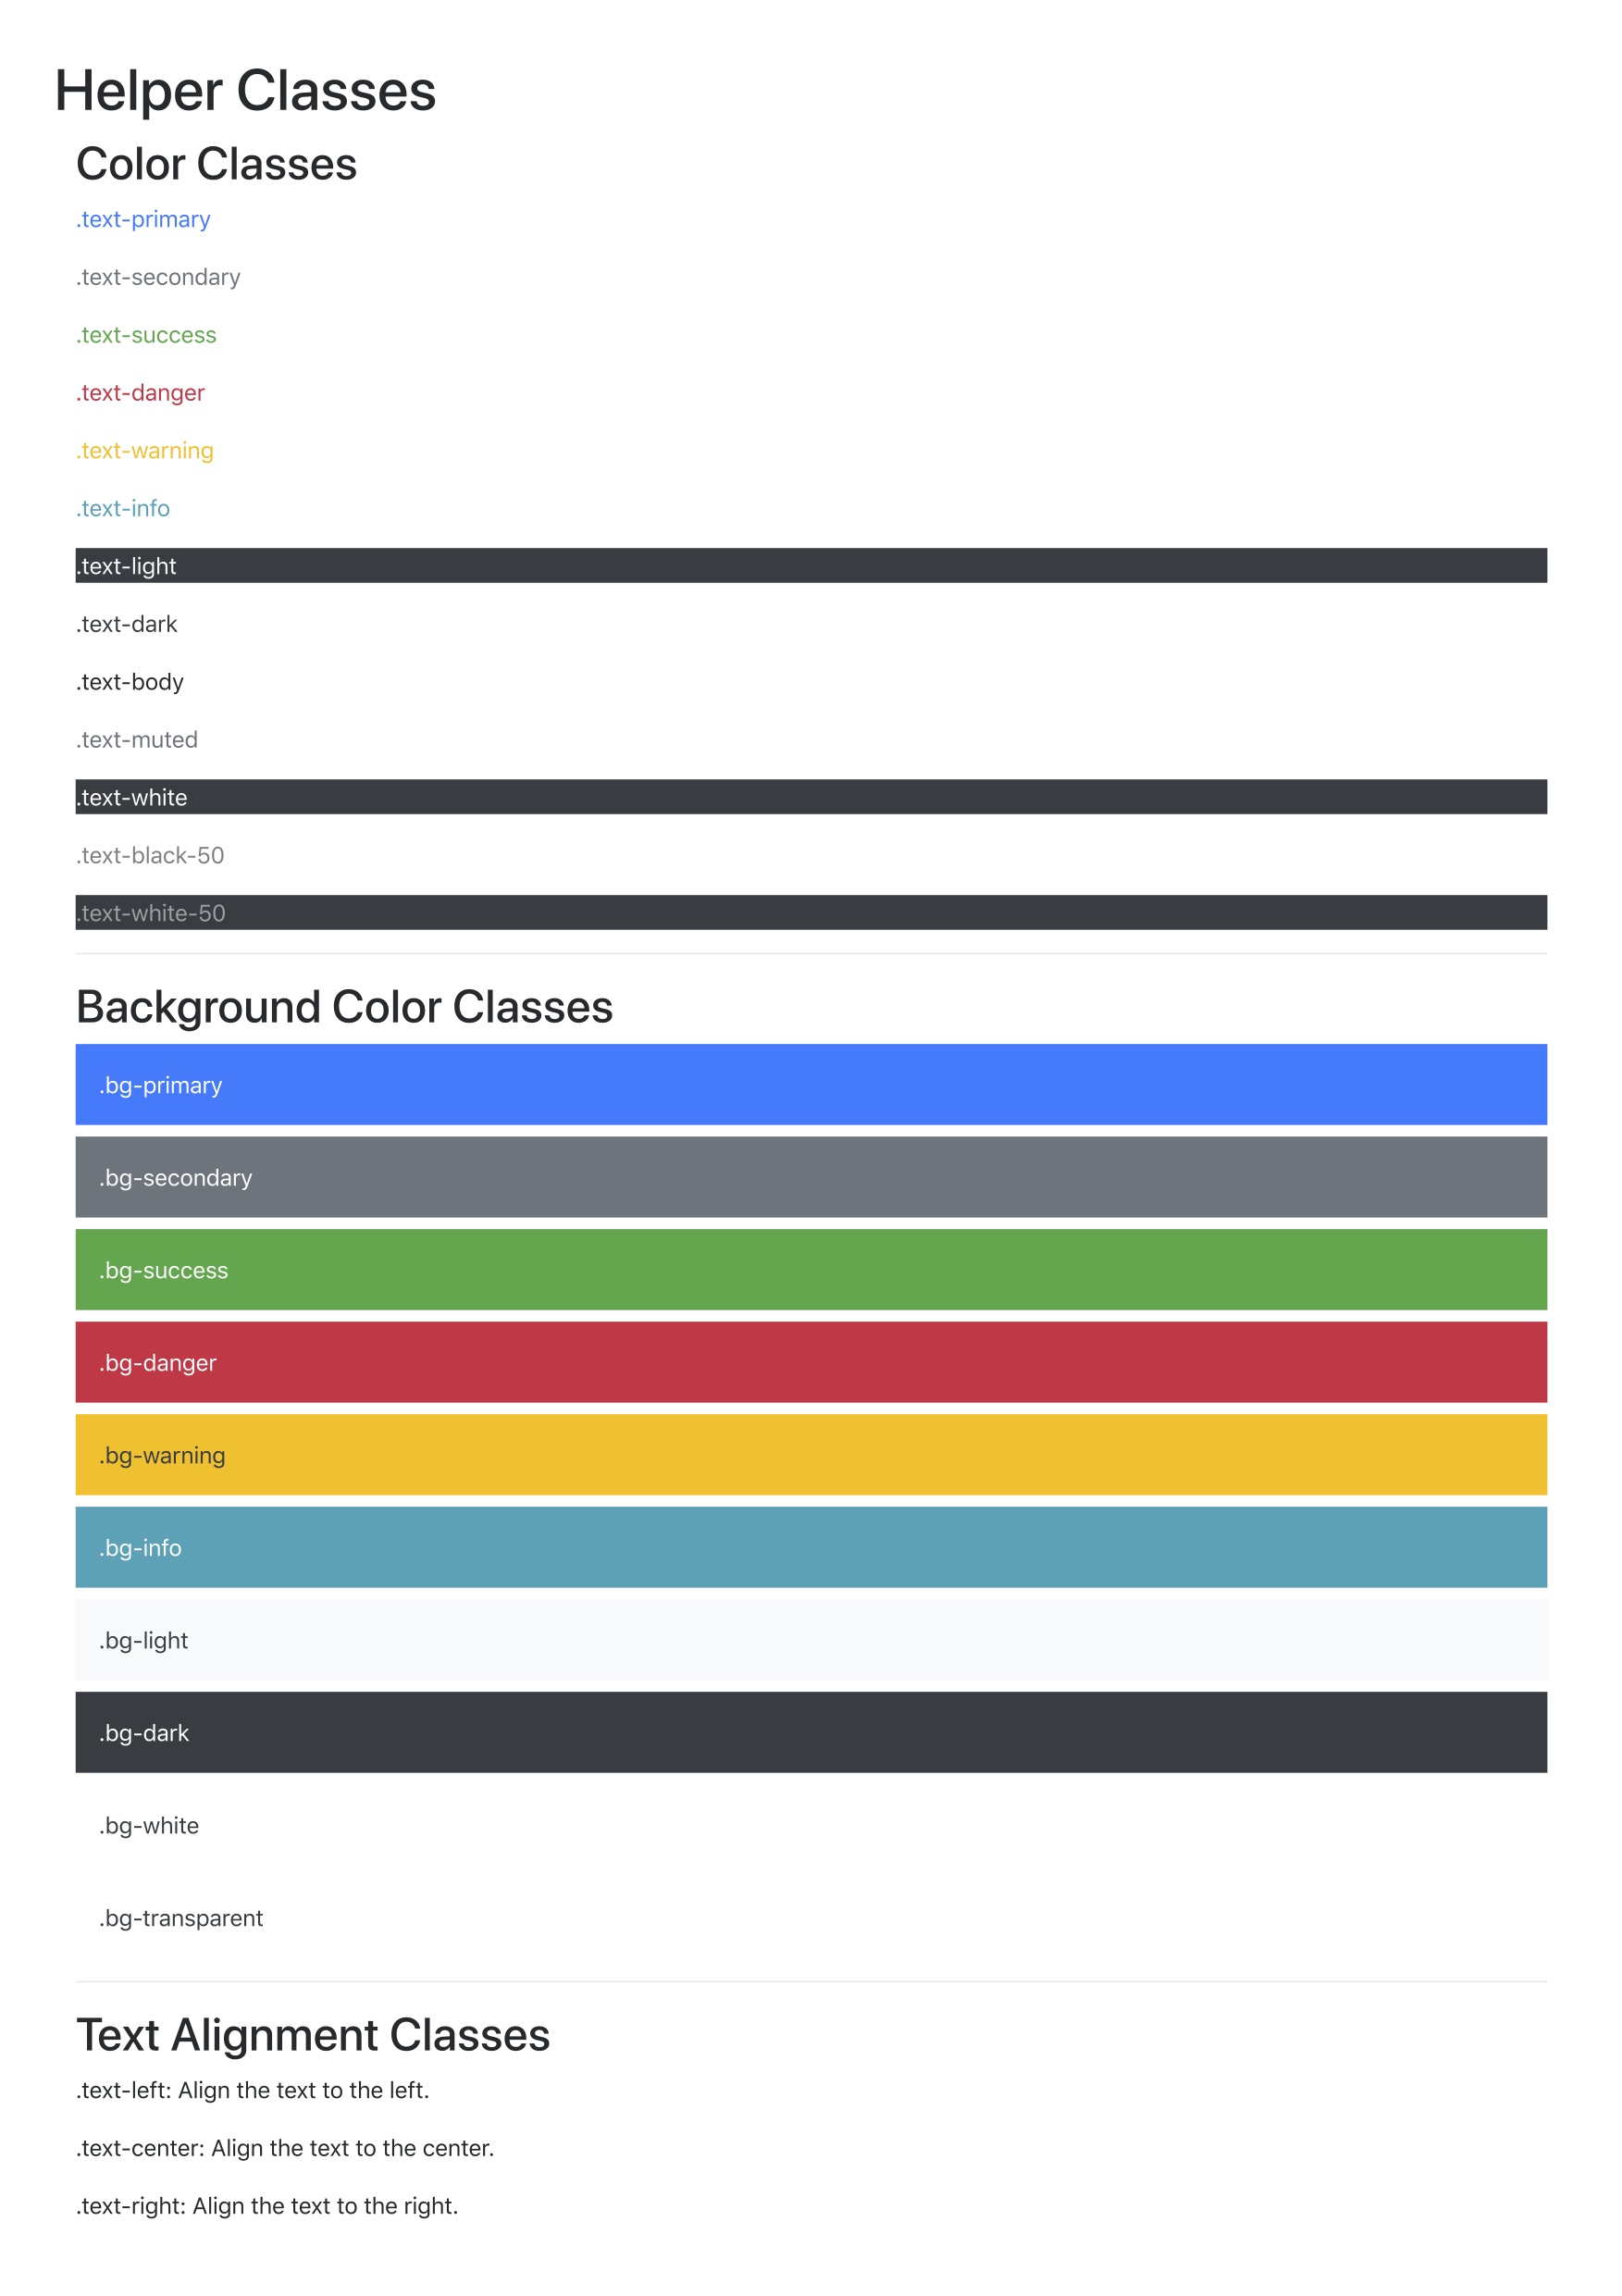 Helper Classes
Color Classes
.text-primary
.text-secondary
.text-success
.text-danger
.text-warning
.text-info
.text-light
.text-dark
.text-body
.text-muted
.text-white
.text-black-50
.text-white-50
Background Color Classes
.bg-primary
.bg-secondary
.bg-success
.bg-danger
.bg-warning
.bg-info
.bg-light
.bg-dark
.bg-white
.bg-transparent
Text Alignment Classes
.text-left: Align the text to the left.
.text-center: Align the text to the center.
.text-right: Align the text to the right.